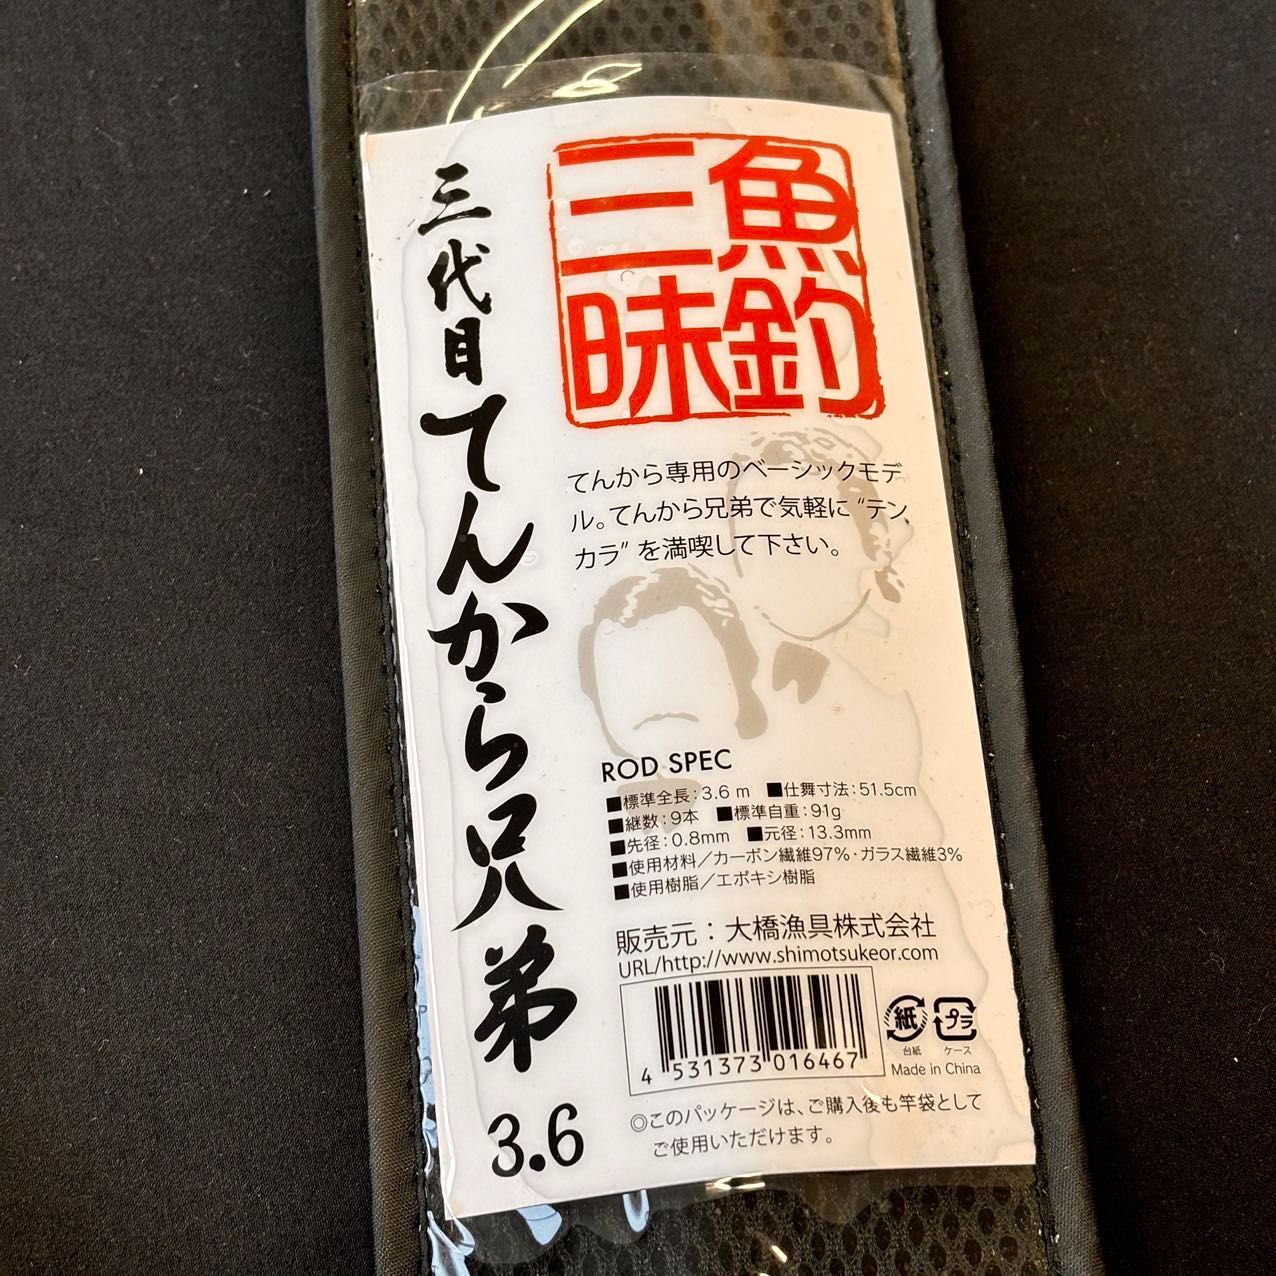 三代目てんから兄弟
3.6
魚釣
三昧
てんから専用のベーシックモデ
ル。てんから兄弟で気軽に“テン
カラ”を満喫して下さい。
ROD SPEC
■標準全長：3.6 m ■仕舞寸法：51.5cm
■継数：9本 ■標準自重：91g
■先径：0.8mm ■元径：13.3mm
■使用材料／カーボン繊維97%・ガラス繊維3%
■使用樹脂／エポキシ樹脂
販売元：大橋漁具株式会社
URL/http://www.shimotsukeor.com
4 531373 016467
紙
台紙
プラ
ケース
Made in China
◎このパッケージは、ご購入後も竿袋として
ご使用いただけます。